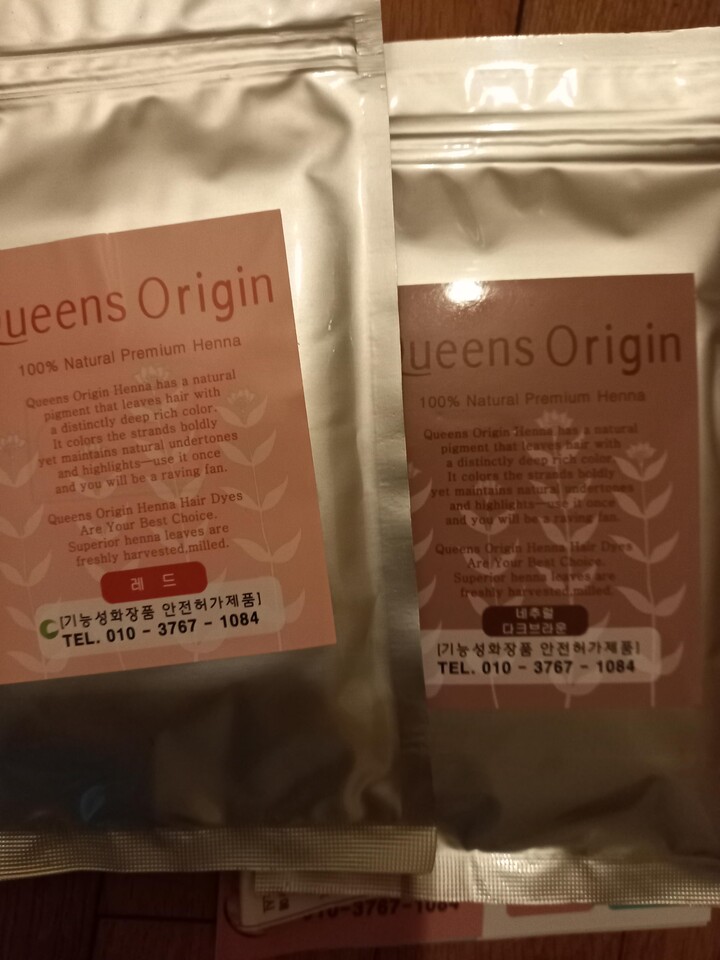 Queens Origin
100% Natural Premium Henna
Queens Origin Henna has a natural
pigment that leaves hair with
a distinctly deep rich color.
It colors the strands boldly
yet maintains natural undertones
and highlights—use it once
and you will be a raving fan.
Queens Origin Henna Hair Dyes
Are Your Best Choice.
Superior henna leaves are
freshly harvested,milled.
레 드
[기능성화장품 안전허가제품]
TEL. 010 - 3767 - 1084
Queens Origin
100% Natural Premium Henna
Queens Origin Henna has a natural
pigment that leaves hair with
a distinctly deep rich color.
It colors the strands boldly
yet maintains natural undertones
and highlights—use it once
and you will be a raving fan.
Queens Origin Henna Hair Dyes
Are Your Best Choice.
Superior henna leaves are
freshly harvested,milled.
네추럴
다크브라운
[기능성화장품 안전허가제품]
TEL. 010 - 3767 - 1084
010-3767-1084